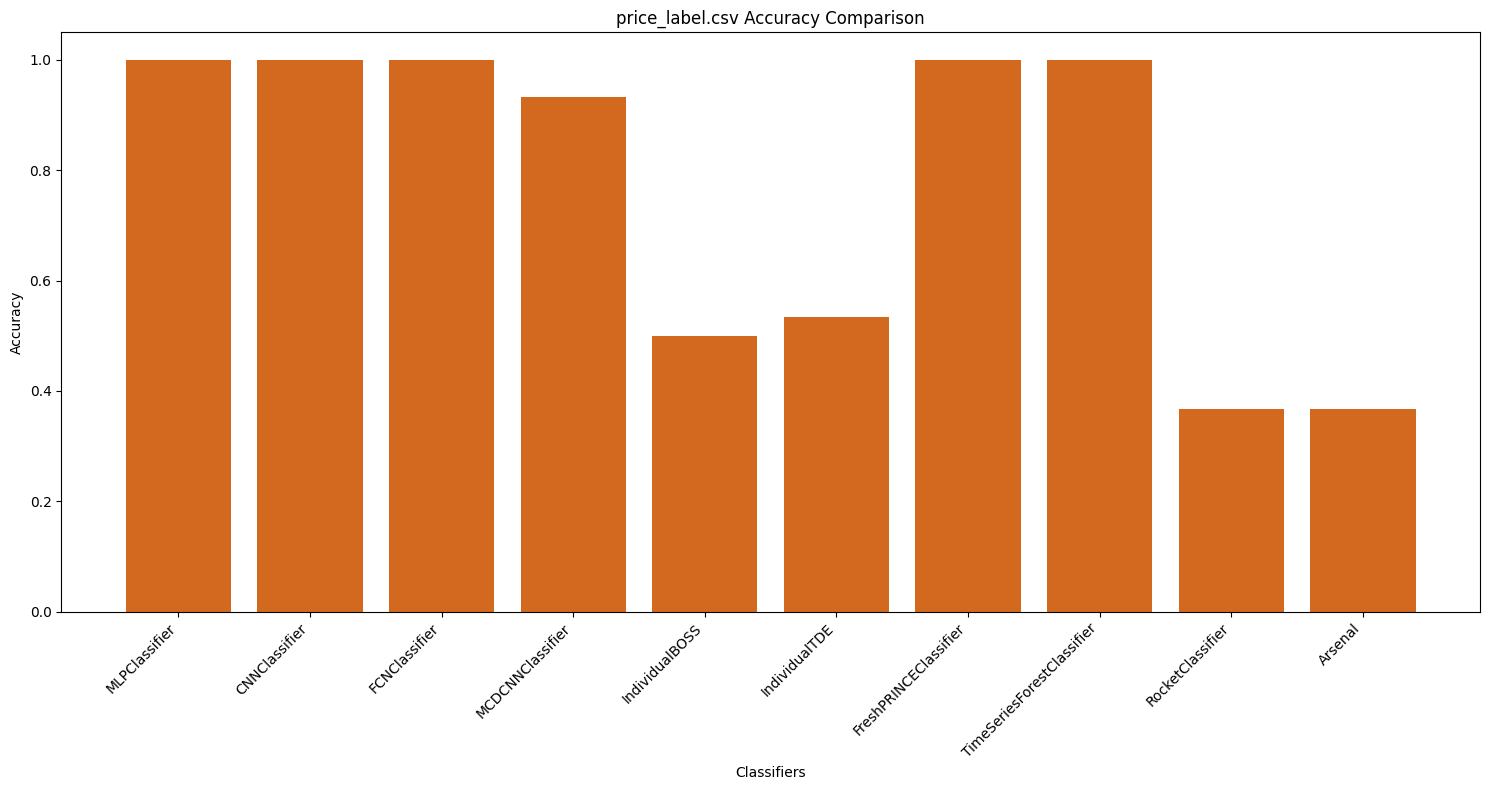 price_label.csv Accuracy Comparison
Accuracy
1.0
0.8
0.6
0.4
0.2
0.0
MLPClassifier
CNNClassifier
FCNClassifier
MCDCNNClassifier
IndividualBOSS
IndividualTDE
FreshPRINCEClassifier
TimeSeriesForestClassifier
RocketClassifier
Arsenal
Classifiers